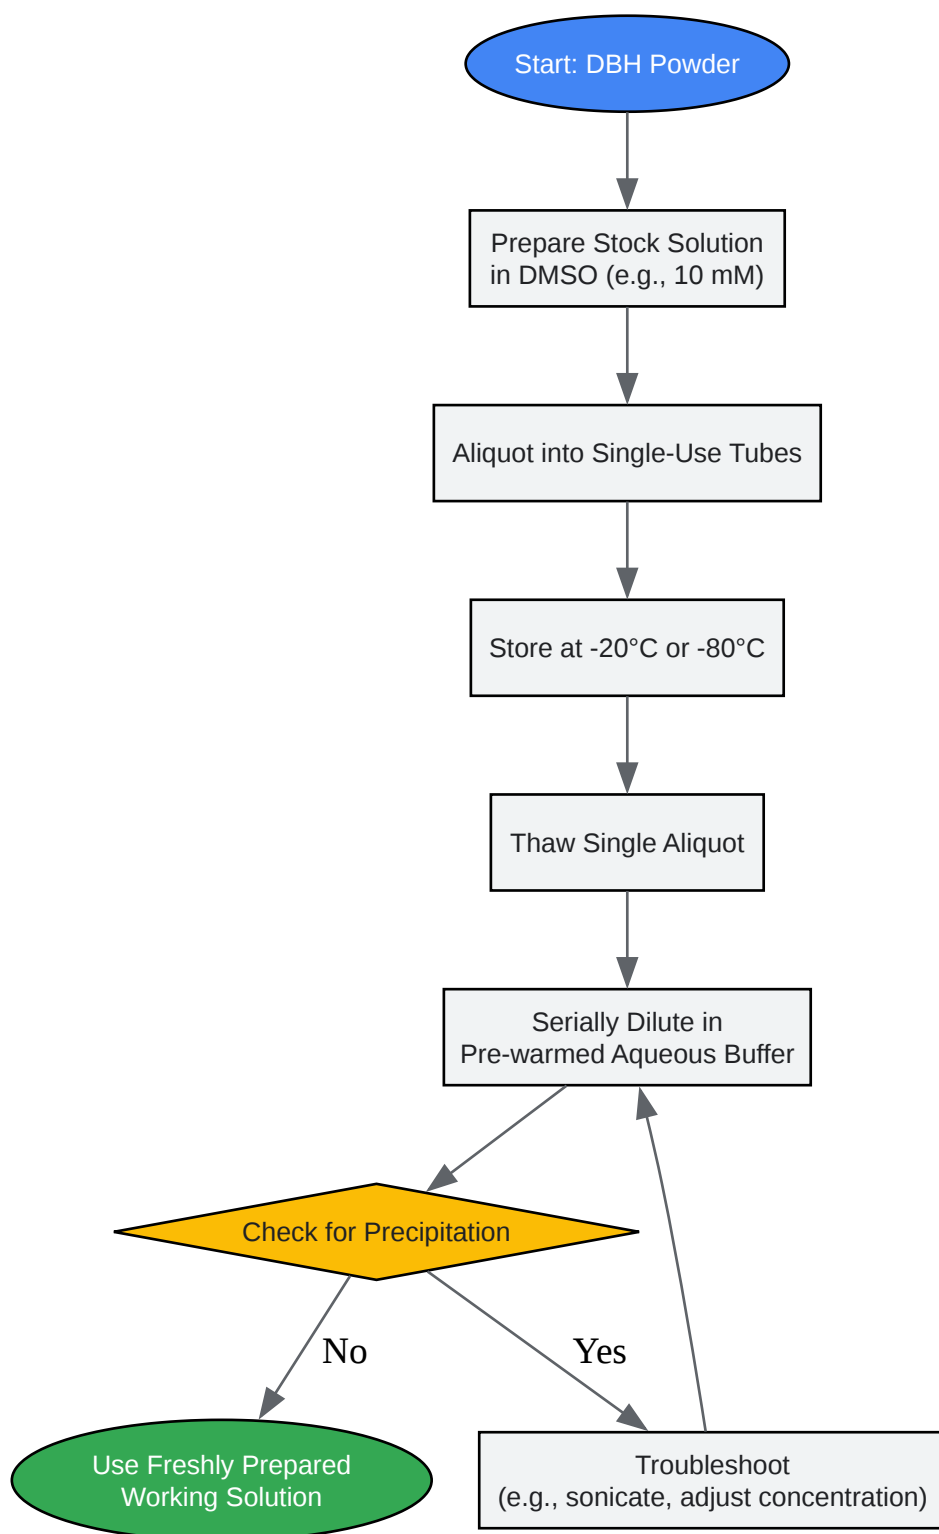 Start: DBH Powder
Prepare Stock Solution
in DMSO (e.g., 10 mM)
Aliquot into Single-Use Tubes
Store at -20°C or -80°C
Thaw Single Aliquot
Serially Dilute in
Pre-warmed Aqueous Buffer
Check for Precipitation
No
Yes
Use Freshly Prepared
Working Solution
Troubleshoot
(e.g., sonicate, adjust concentration)